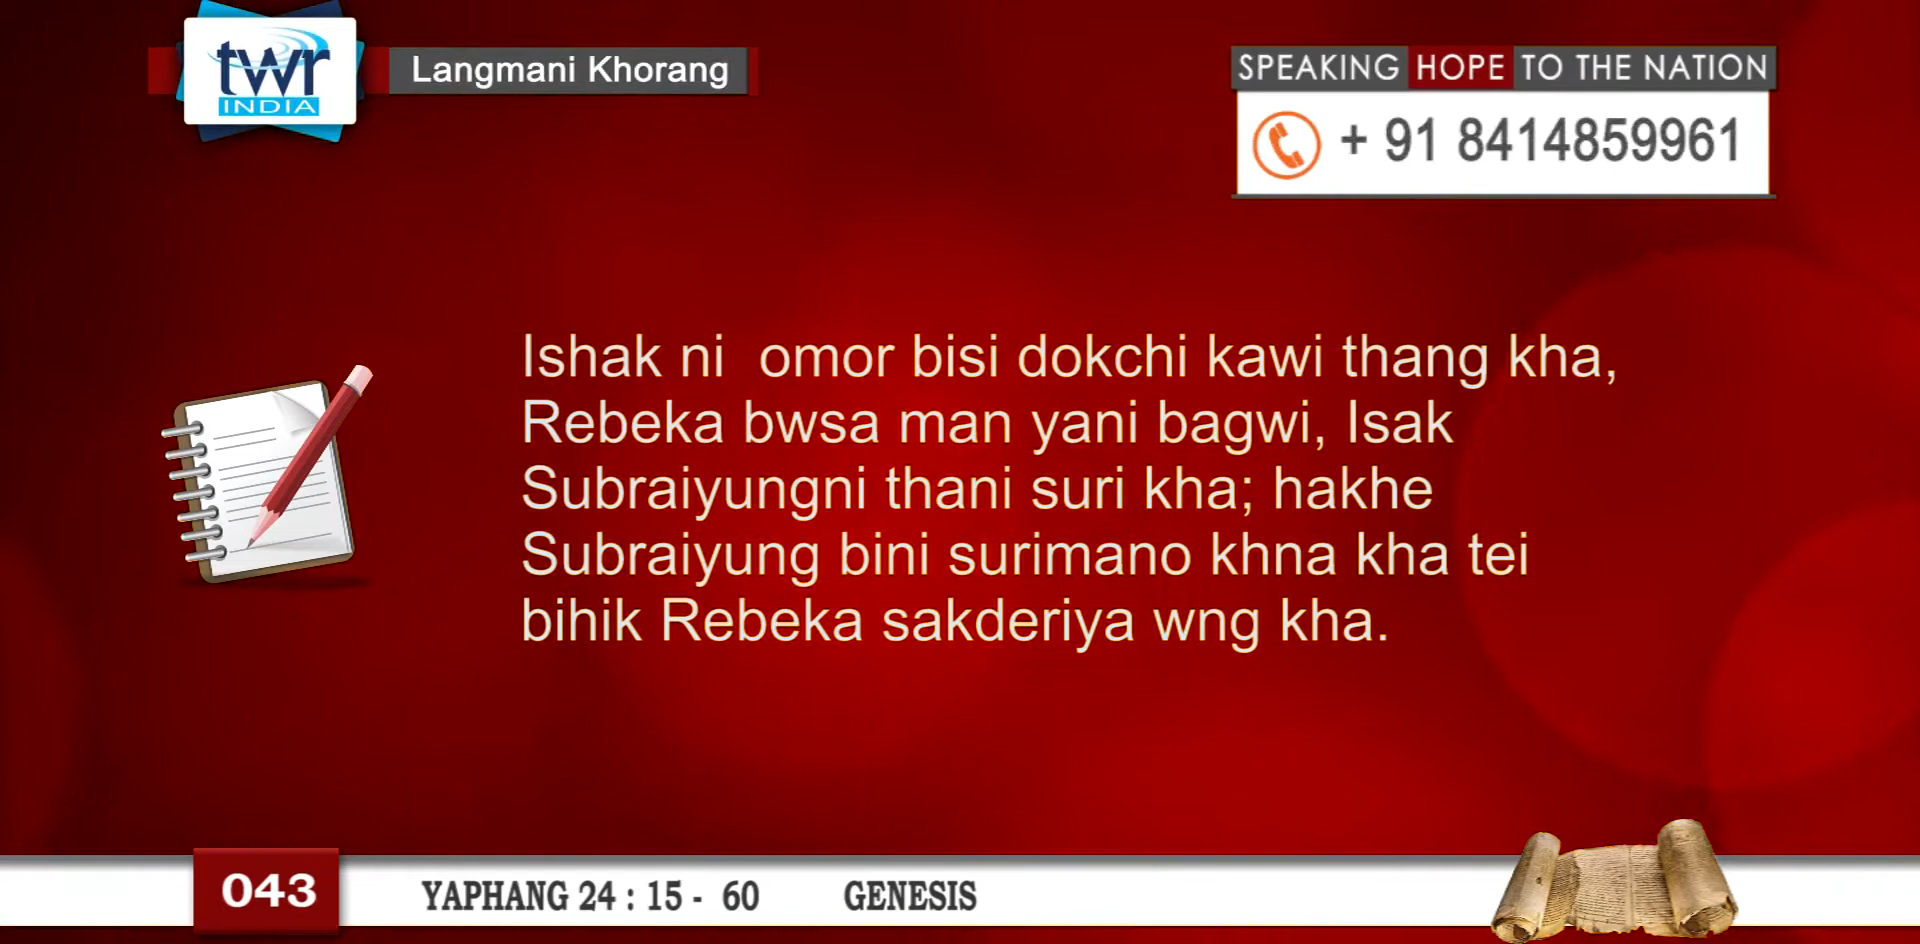 twr
INDIA
Langmani Khorang
SPEAKING HOPE TO THE NATION
+ 91 8414859961
Ishak ni omor bisi dokchi kawi thang kha,
Rebeka bwsa man yani bagwi, Isak
Subraiyungni thani suri kha; hakhe
Subraiyung bini surimano khna kha tei
bihik Rebeka sakderiya wng kha.
043
YAPHANG 24 : 15 - 60 GENESIS